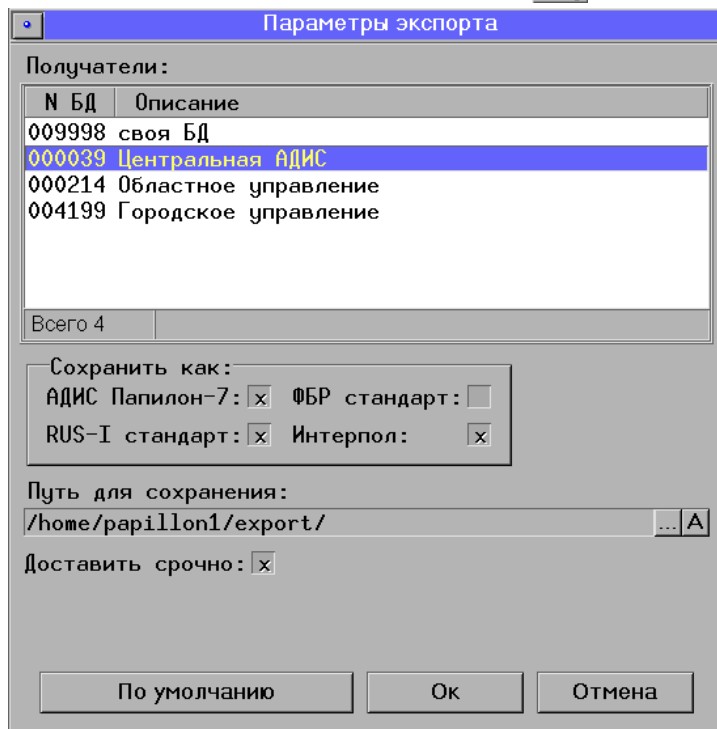 Параметры экспорта
Получатели:
N БД Описание
009998 своя БД
000039 Центральная АДИС
000214 Областное управление
004199 Городское управление
Всего 4
Сохранить как:
АДИС Папилон-7: x ФБР стандарт:
RUS-I стандарт: x Интерпол: x
Путь для сохранения:
/home/papillon1/export/ ... A
Доставить срочно: x
По умолчанию Ок Отмена